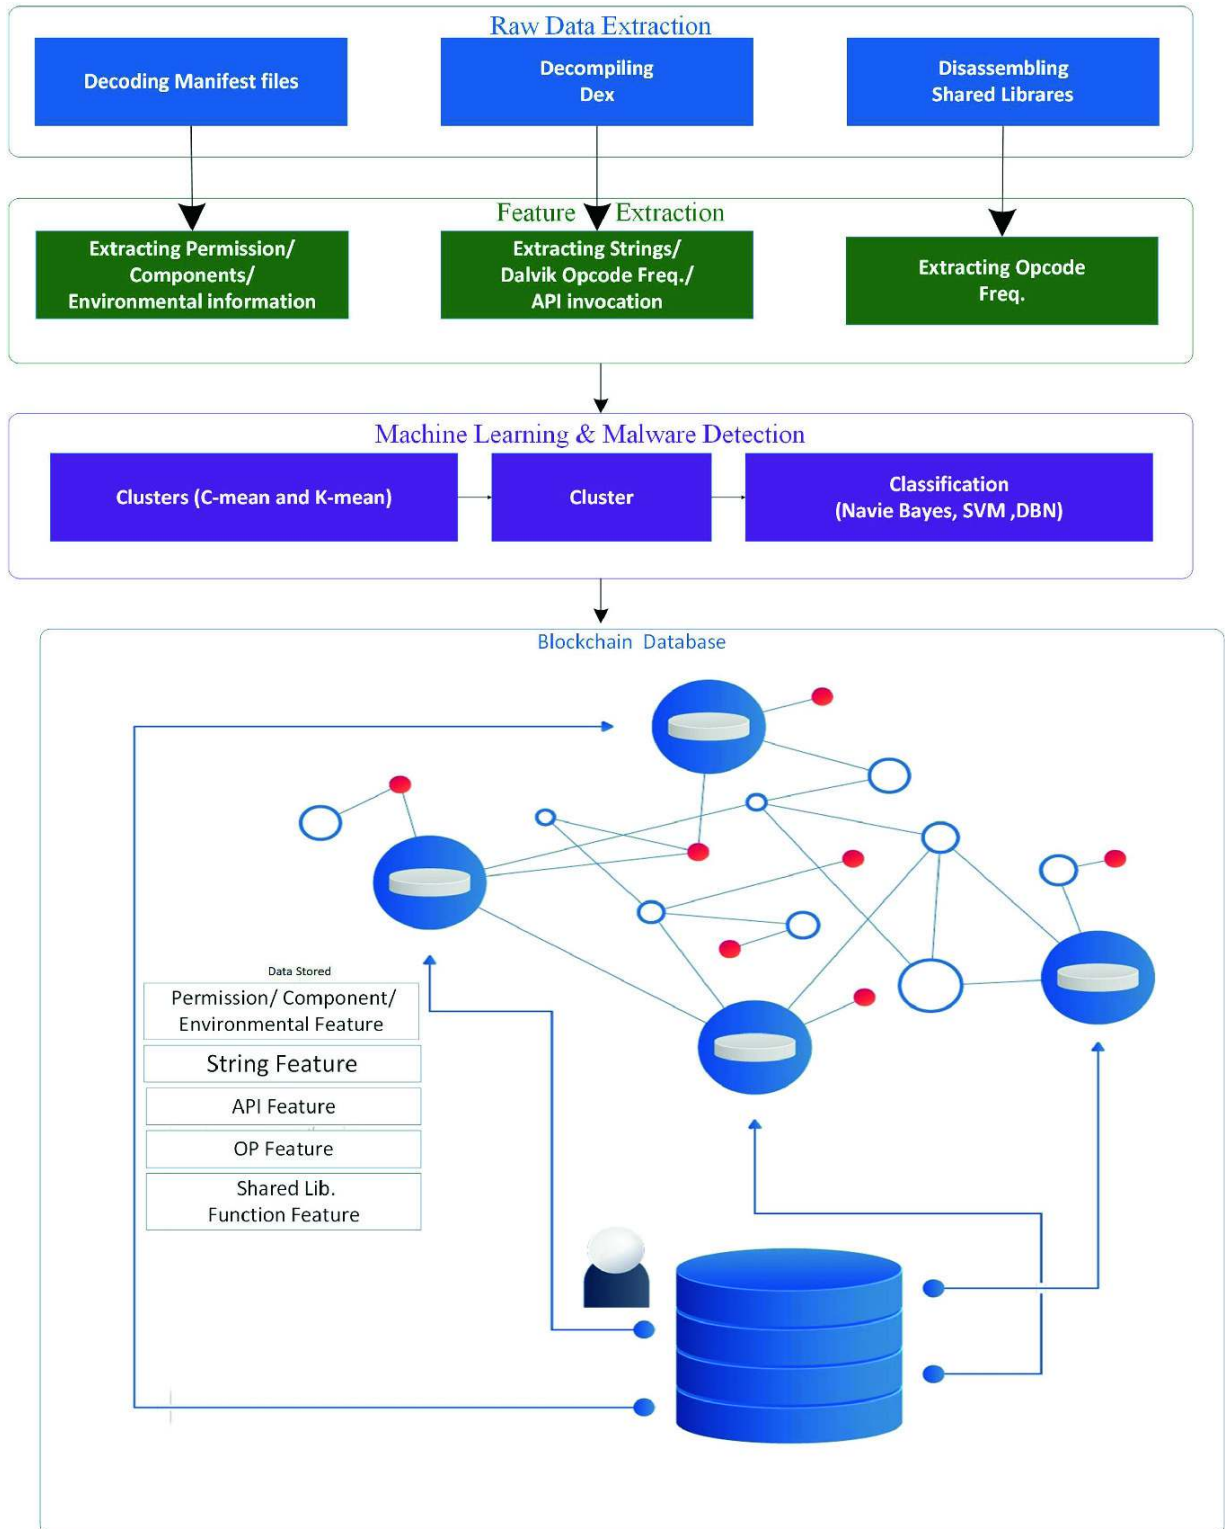 Raw Data Extraction
Decoding Manifest files
Decompiling
Dex
Disassembling
Shared Librares
Feature Extraction
Extracting Permission/
Components/
Environmental information
Extracting Strings/
Dalvik Opcode Freq./
API invocation
Extracting Opcode
Freq.
Machine Learning & Malware Detection
Clusters (C-mean and K-mean)
Cluster
Classification
(Navie Bayes, SVM ,DBN)
Blockchain Database
Data Stored
Permission/ Component/
Environmental Feature
String Feature
API Feature
OP Feature
Shared Lib.
Function Feature